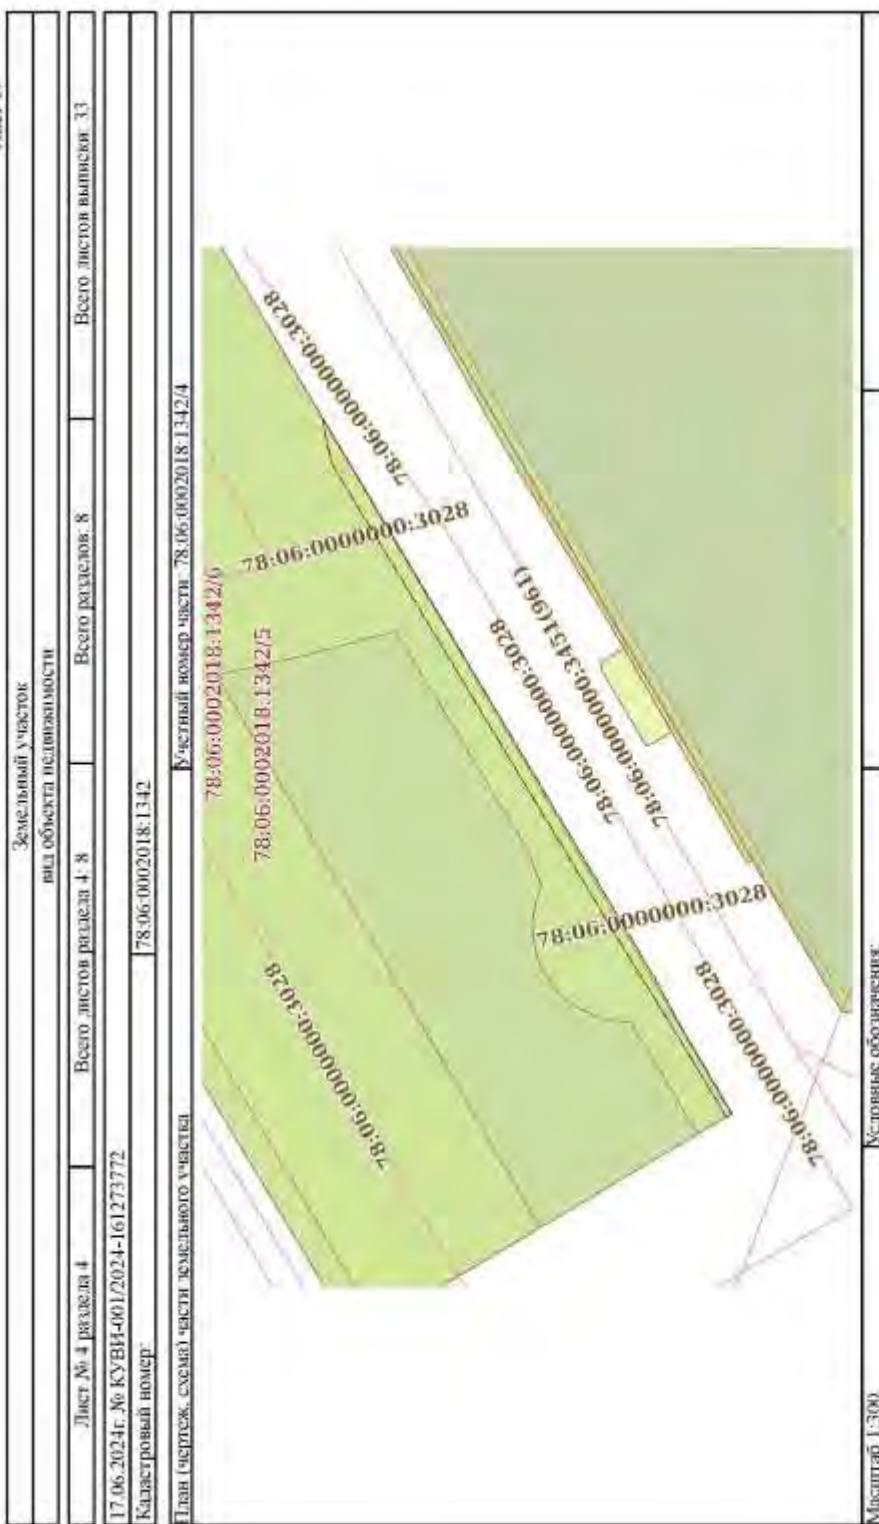 Земельный участок
вид объекта недвижимости
Лист № 4 раздела 4 Всего листов раздела 4: 8 Всего разделов: 8 Всего листов выписки: 33
17.06.2024г. № КУВИ-001/2024-161273772
Кадастровый номер: 78:06:0002018:1342
План (чертеж, схема) части земельного участка Учетный номер части: 78:06:0002018:1342/4
78:06:0002018:1342/6
78:06:0002018:1342/5
78:06:0000000:3028
78:06:0000000:3028
78:06:0000000:3028
78:06:0000000:3028
78:06:0000000:3451(961)
78:06:0000000:3028
78:06:0000000:3028
Масштаб 1:300 Условные обозначения: